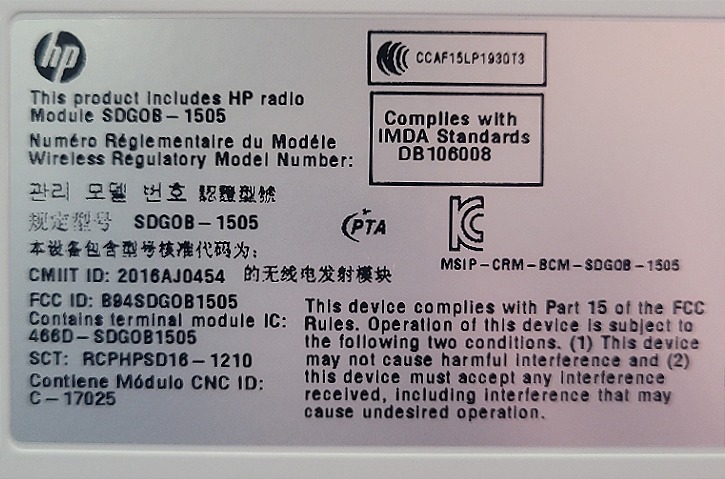 hp
CCAF15LP1930T3
This product includes HP radio
Module SDGOB-1505
Complies with
IMDA Standards
DB106008
Numéro Réglementaire du Modéle
Wireless Regulatory Model Number:
관리 모델 번호 認證型號
规定型号 SDGOB-1505
PTA
本设备包含型号核准代码为:
MSIP-CRM-BCM-SDGOB-1505
CMIIT ID: 2016AJ0454 的无线电发射模块
FCC ID: B94SDGOB1505
Contains terminal module IC:
466D-SDGOB1505
SCT: RCPHPSD16-1210
Contiene Módulo CNC ID:
C-17025
This device complies with Part 15 of the FCC
Rules. Operation of this device is subject to
the following two conditions. (1) This device
may not cause harmful interference and (2)
this device must accept any interference
received, including interference that may
cause undesired operation.